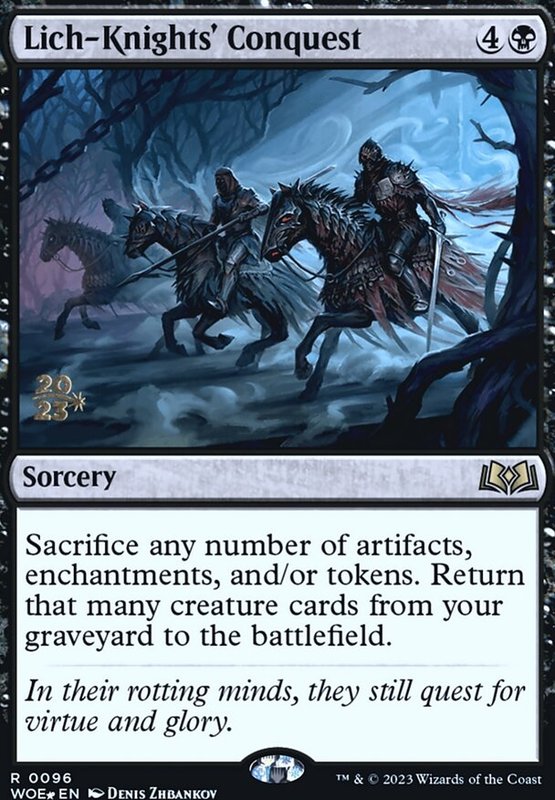 Lich-Knights' Conquest 4
20
23
Sorcery
Sacrifice any number of artifacts,
enchantments, and/or tokens. Return
that many creature cards from your
graveyard to the battlefield.
In their rotting minds, they still quest for
virtue and glory.
R 0096
WOE★EN Denis Zhbankov
™ & © 2023 Wizards of the Coast